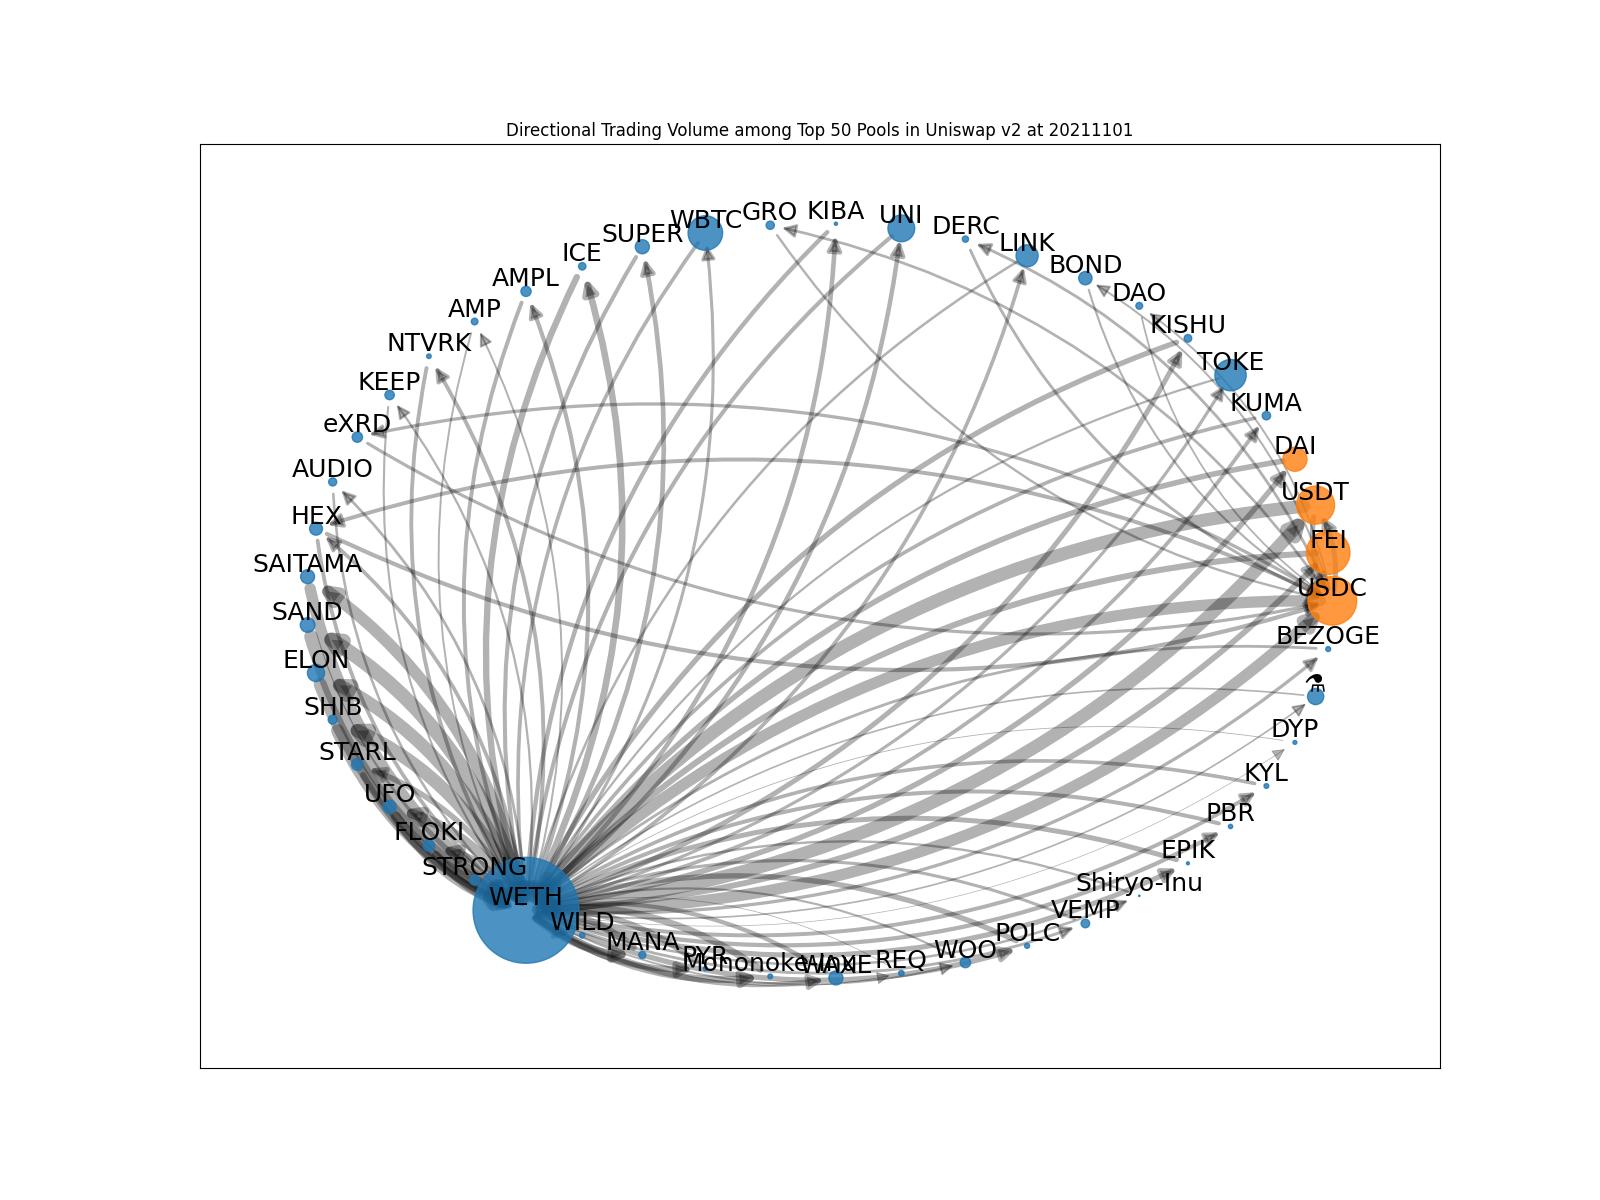 Directional Trading Volume among Top 50 Pools in Uniswap v2 at 20211101
WBTC
GRO
KIBA
UNI
DERC
LINK
SUPER
ICE
BOND
AMPL
DAO
AMP
KISHU
NTVRK
TOKE
KEEP
KUMA
eXRD
DAI
AUDIO
USDT
HEX
FEI
SAITAMA
USDC
SAND
BEZOGE
ELON
⚗
SHIB
DYP
STARL
KYL
UFO
PBR
FLOKI
EPIK
STRONG
Shiryo-Inu
WETH
VEMP
WILD
POLC
MANA
WOO
PYR
REQ
Mononoke-Inu